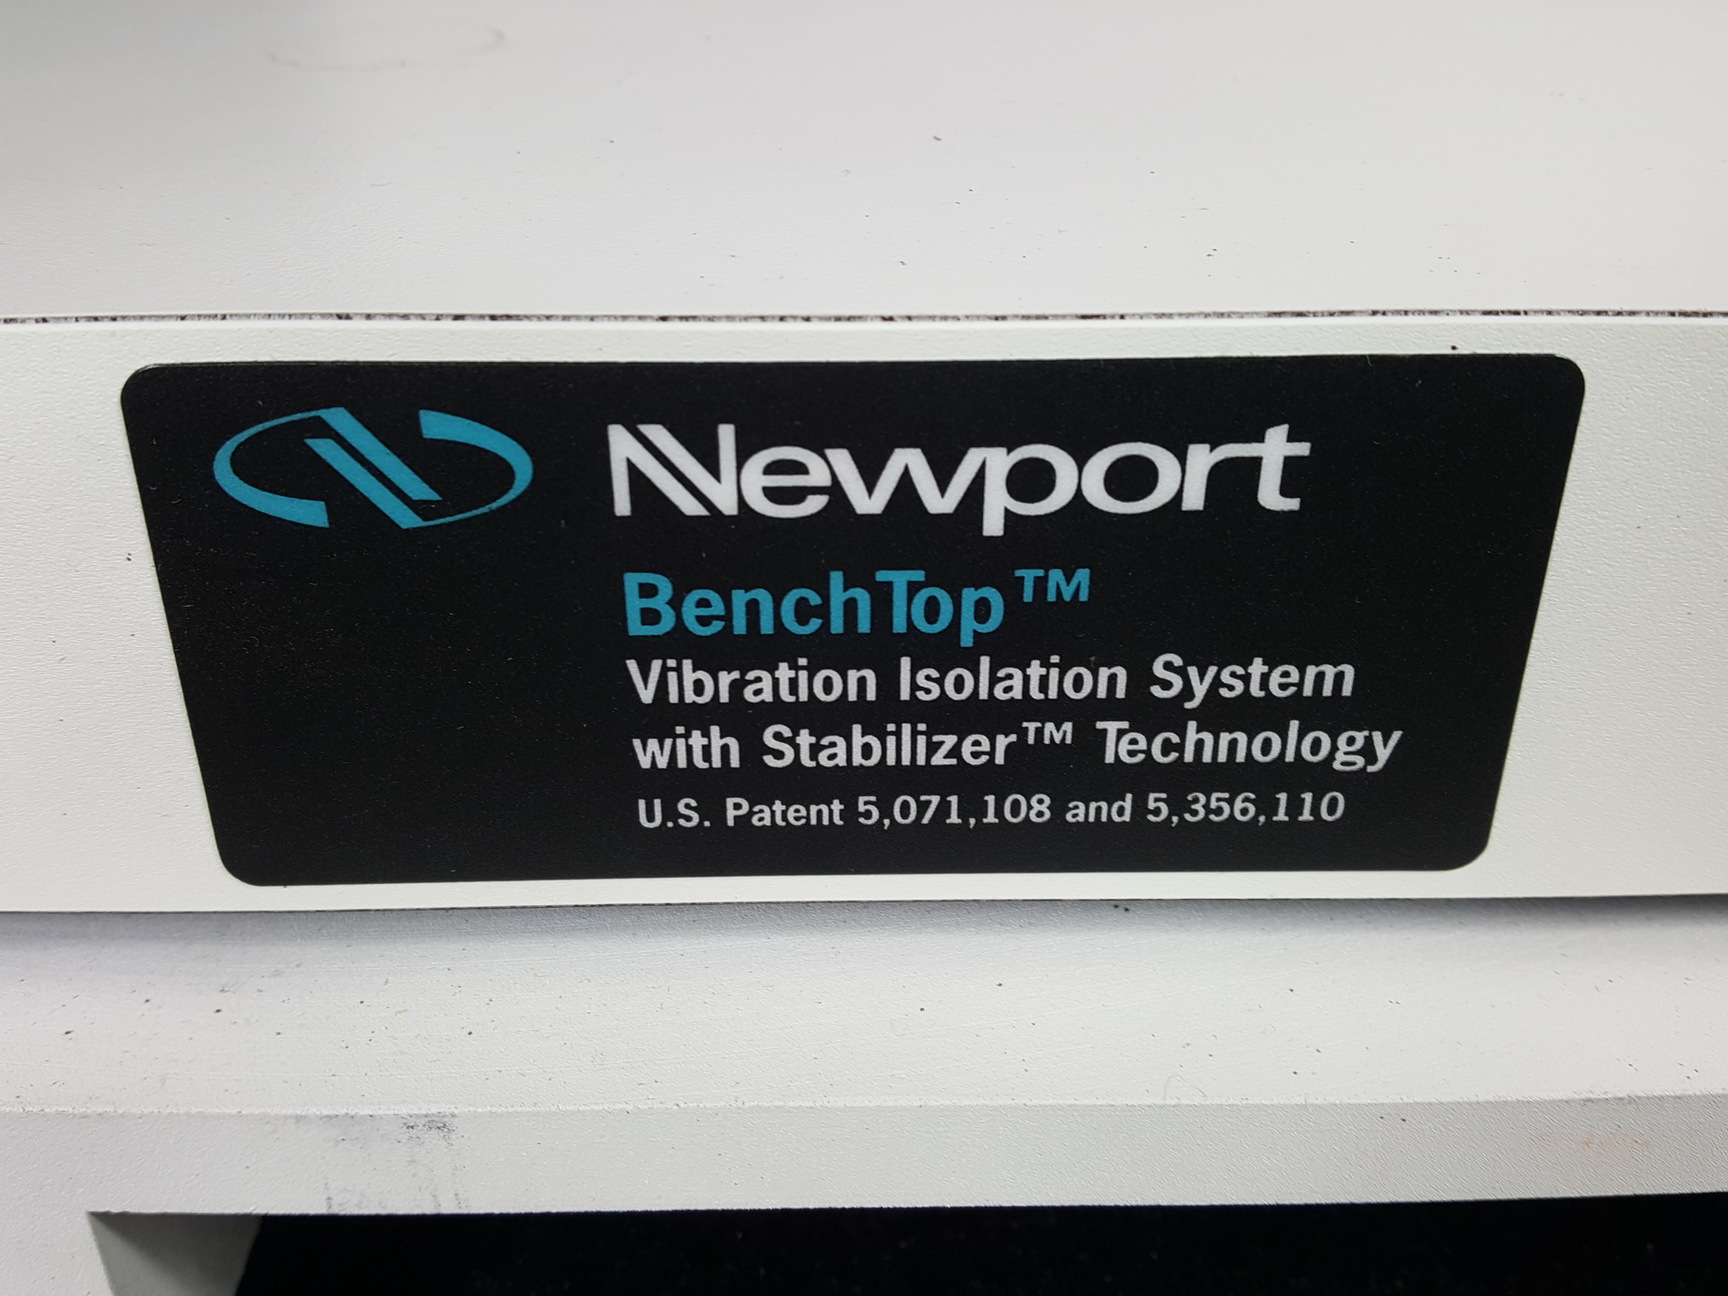 Newport
BenchTop™
Vibration Isolation System
with Stabilizer™ Technology
U.S. Patent 5,071,108 and 5,356,110